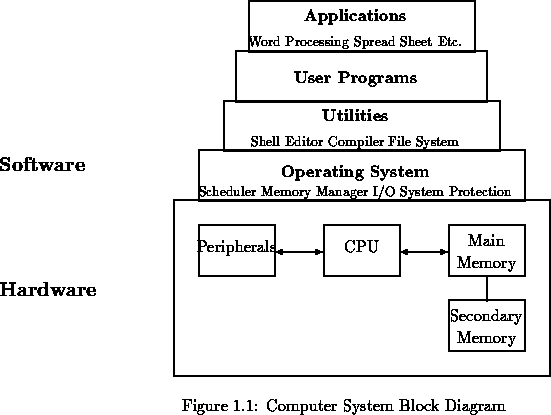 Applications
Word Processing Spread Sheet Etc.
User Programs
Utilities
Shell Editor Compiler File System
Software
Operating System
Scheduler Memory Manager I/O System Protection
Peripherals
CPU
Main
Memory
Hardware
Secondary
Memory
Figure 1.1: Computer System Block Diagram